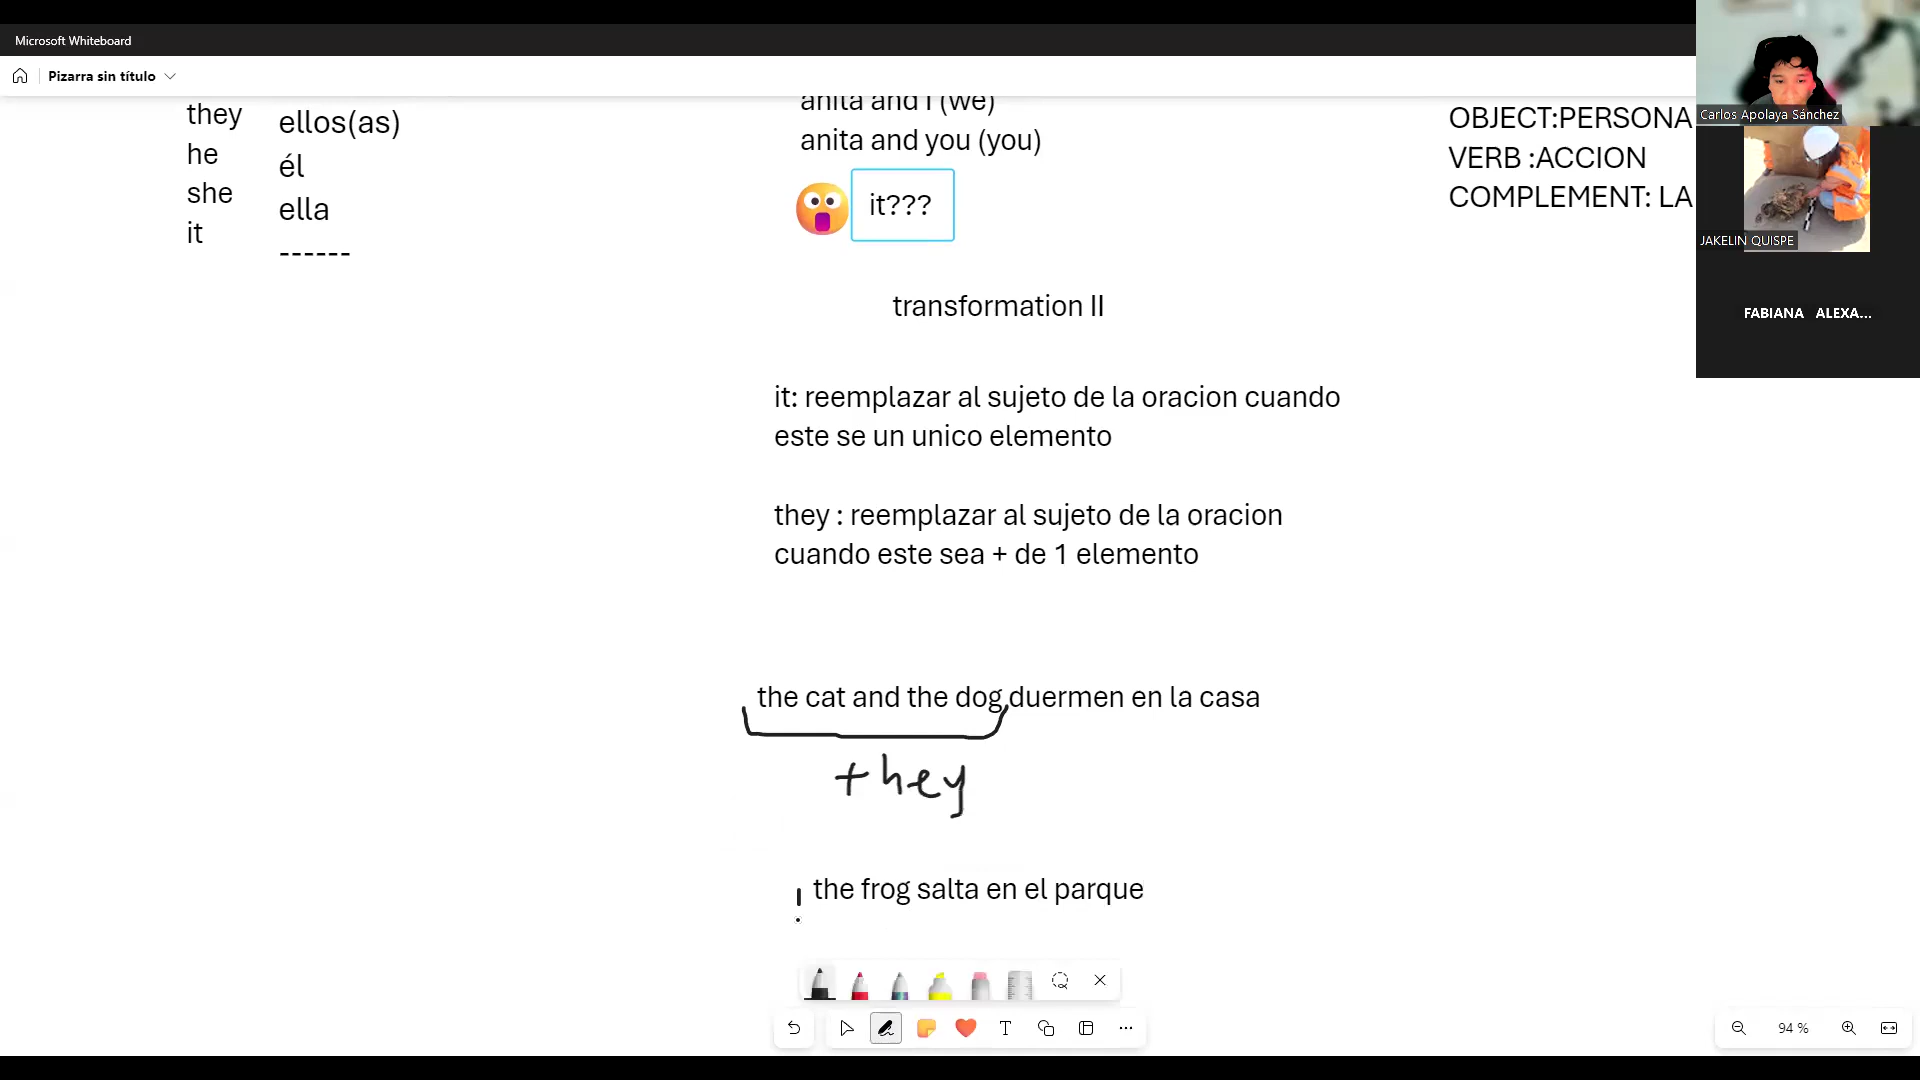 Microsoft Whiteboard
Pizarra sin título
they
he
she
it
ellos(as)
él
ella
------
anita and I (we)
anita and you (you)
it???
OBJECT:PERSONA
VERB :ACCION
COMPLEMENT: LA
Carlos Apolaya Sánchez
JAKELIN QUISPE
FABIANA ALEXA...
transformation II
it: reemplazar al sujeto de la oracion cuando
este se un unico elemento
they : reemplazar al sujeto de la oracion
cuando este sea + de 1 elemento
the cat and the dog duermen en la casa
they
the frog salta en el parque
94 %